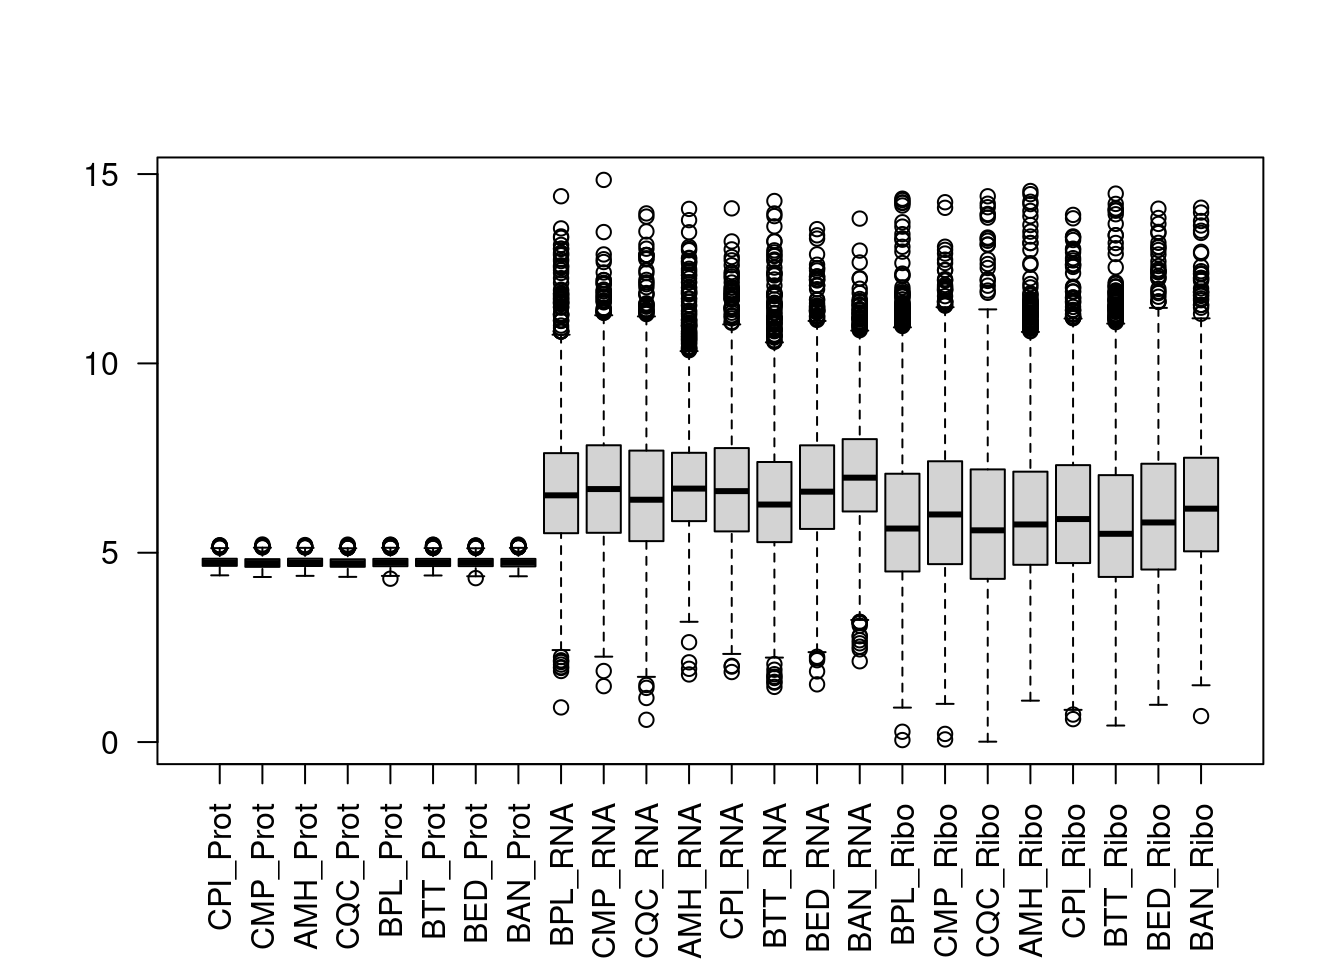 15
10
5
0
CPI_Prot
CMP_Prot
AMH_Prot
CQC_Prot
BPL_Prot
BTT_Prot
BED_Prot
BAN_Prot
BPL_RNA
CMP_RNA
CQC_RNA
AMH_RNA
CPI_RNA
BTT_RNA
BED_RNA
BAN_RNA
BPL_Ribo
CMP_Ribo
CQC_Ribo
AMH_Ribo
CPI_Ribo
BTT_Ribo
BED_Ribo
BAN_Ribo